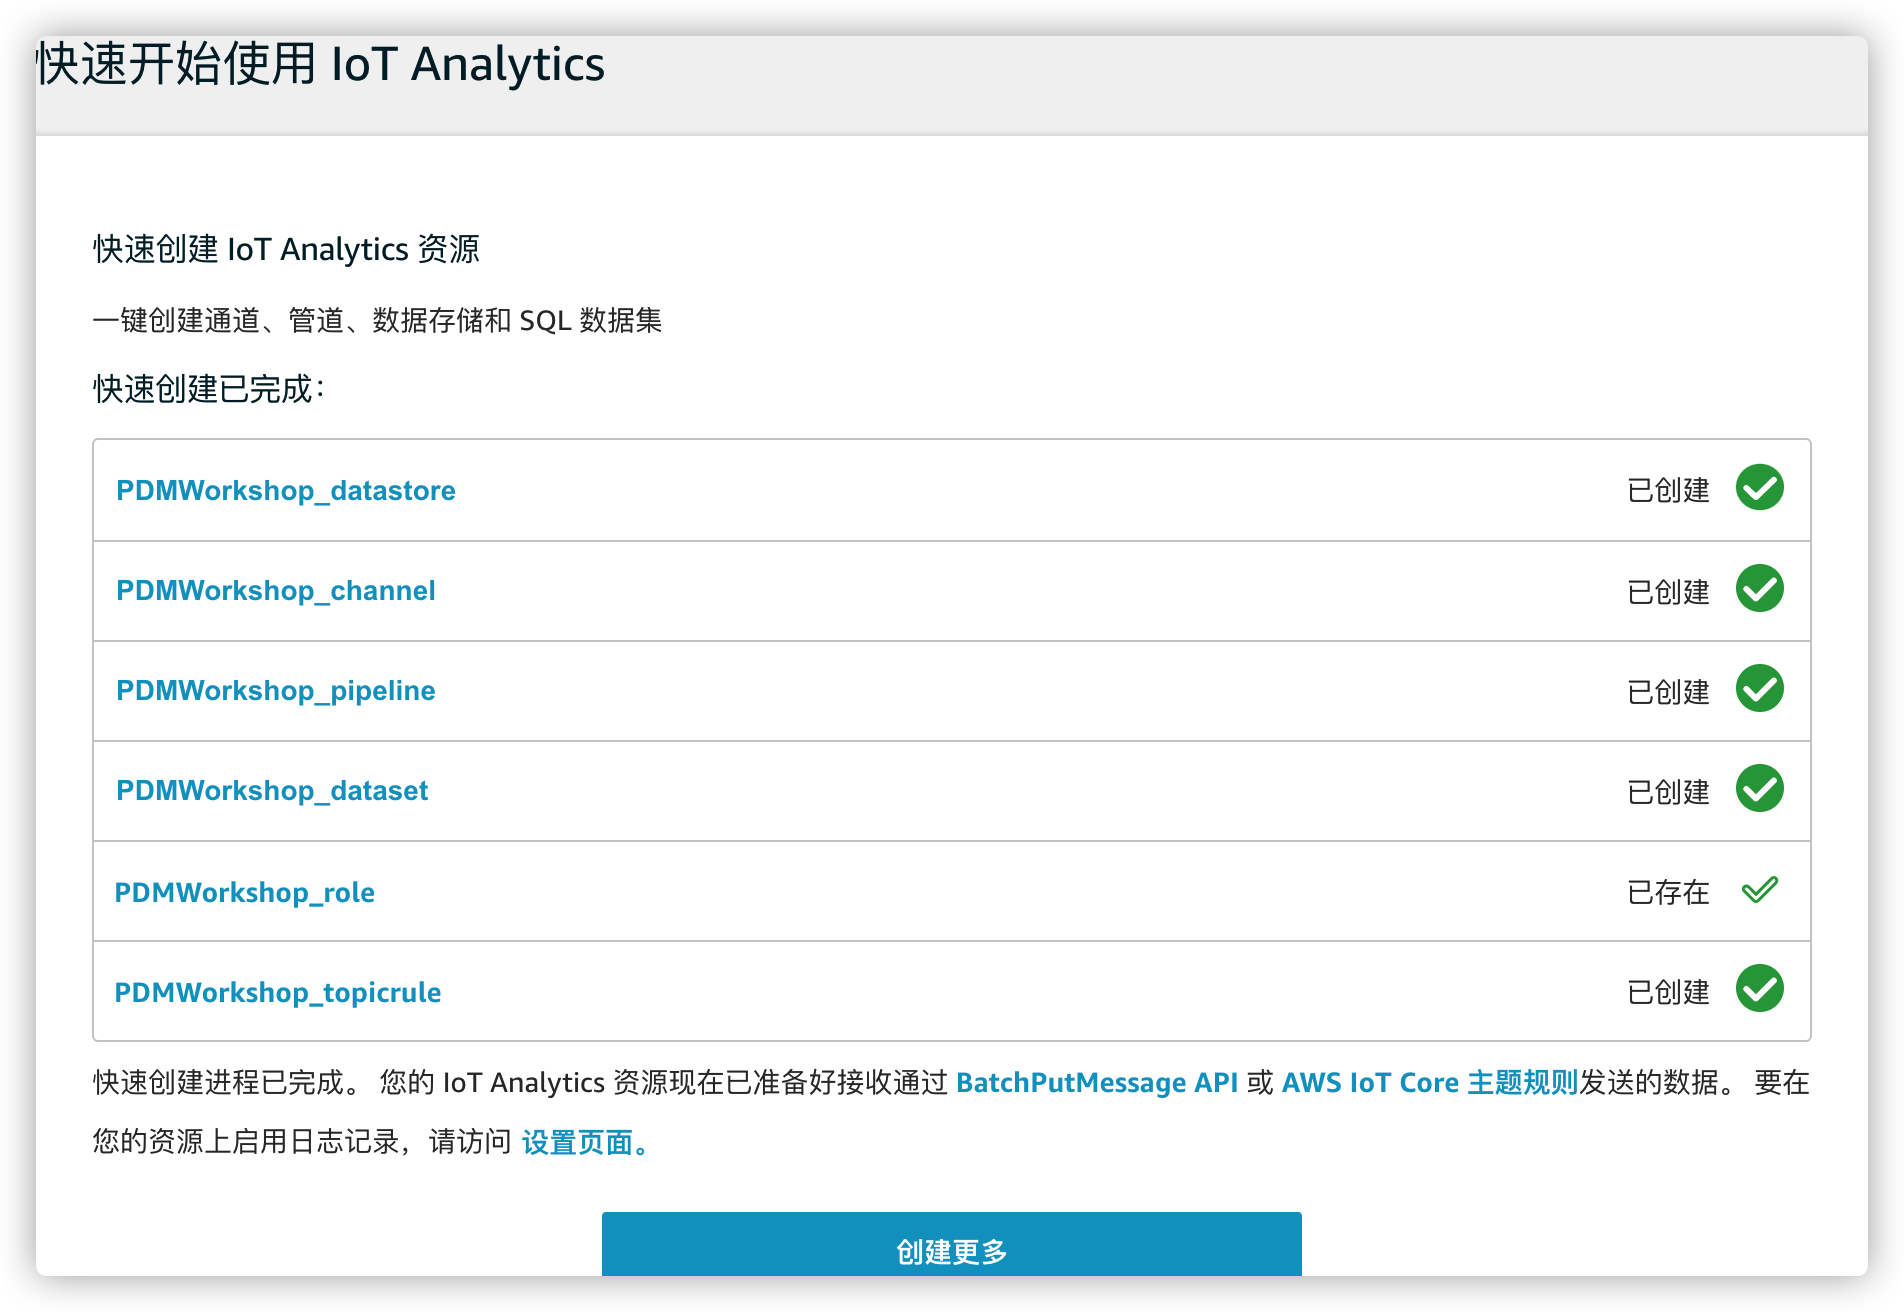 快速开始使用 IoT Analytics
快速创建 IoT Analytics 资源
一键创建通道、管道、数据存储和 SQL 数据集
快速创建已完成：
PDMWorkshop_datastore 已创建
PDMWorkshop_channel 已创建
PDMWorkshop_pipeline 已创建
PDMWorkshop_dataset 已创建
PDMWorkshop_role 已存在
PDMWorkshop_topicrule 已创建
快速创建进程已完成。 您的 IoT Analytics 资源现在已准备好接收通过 BatchPutMessage API 或 AWS IoT Core 主题规则发送的数据。 要在
您的资源上启用日志记录，请访问 设置页面。
创建更多